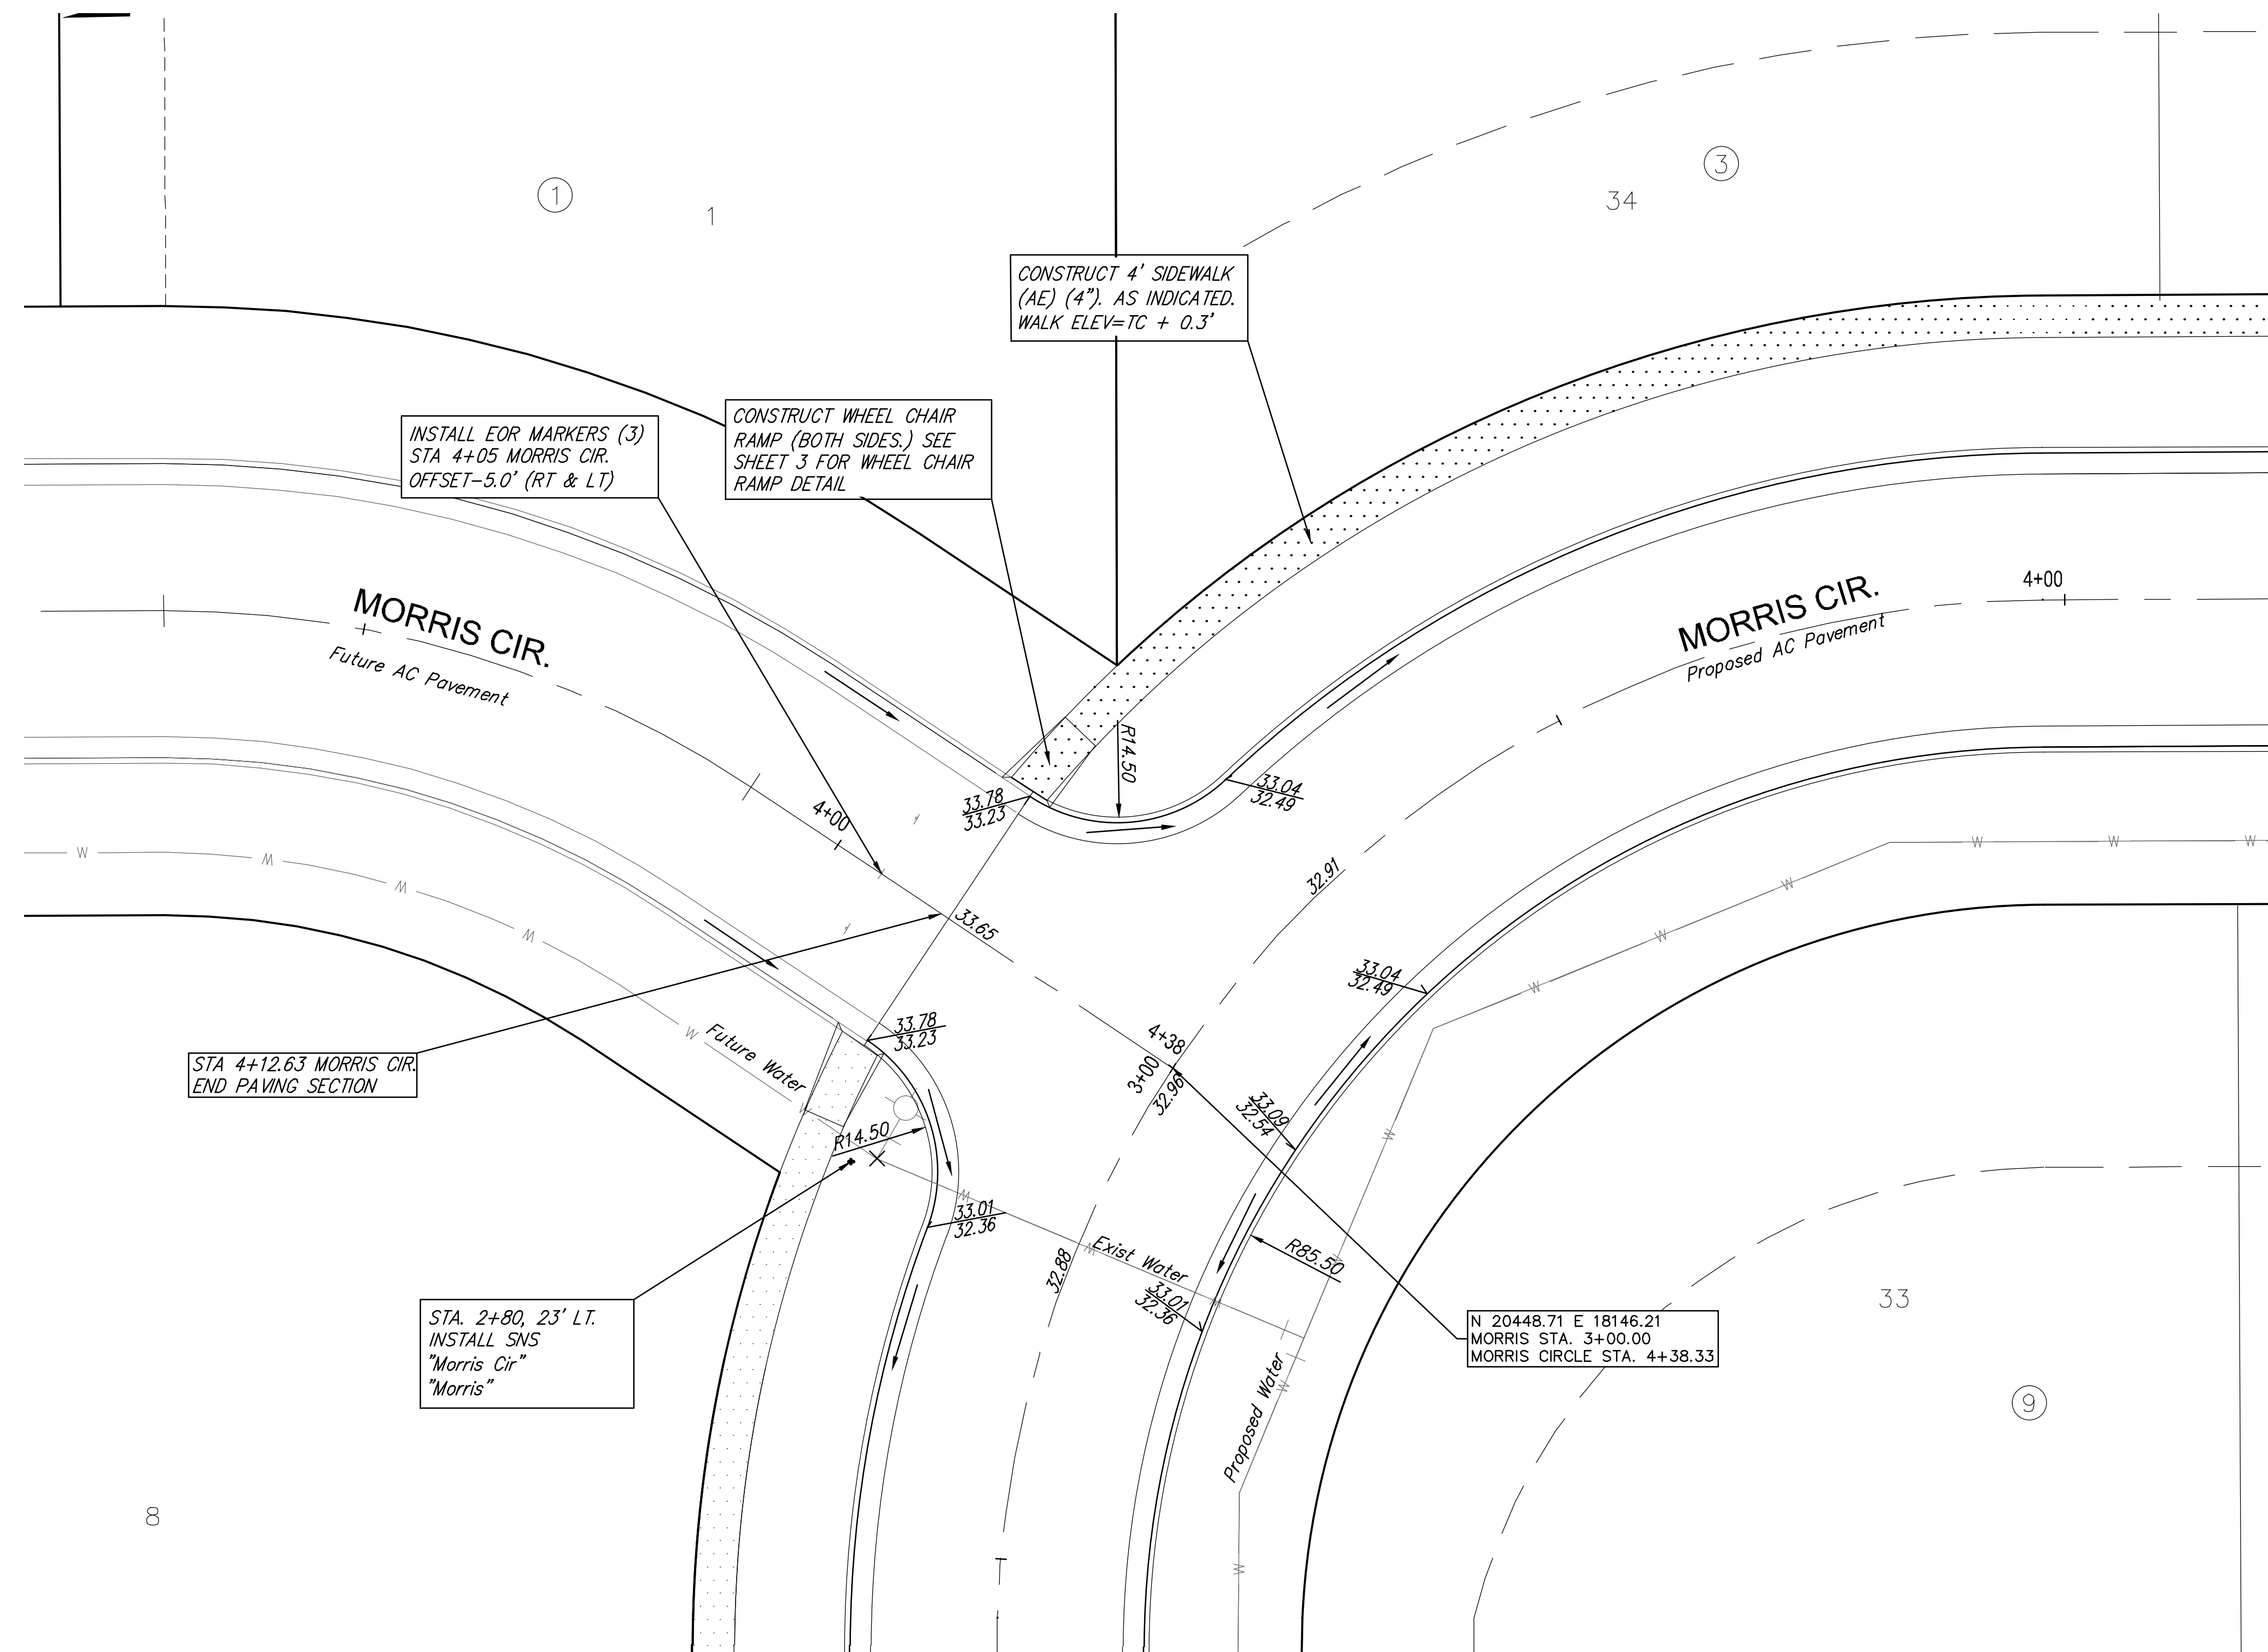 1
1
3
34
CONSTRUCT 4' SIDEWALK
(AE) (4"). AS INDICATED.
WALK ELEV=TC + 0.3'
INSTALL EOR MARKERS (3)
STA 4+05 MORRIS CIR.
OFFSET-5.0' (RT & LT)
CONSTRUCT WHEEL CHAIR
RAMP (BOTH SIDES.) SEE
SHEET 3 FOR WHEEL CHAIR
RAMP DETAIL
MORRIS CIR.
Future AC Pavement
MORRIS CIR.
Proposed AC Pavement
4+00
R14.50
33.78
33.23
33.04
32.49
4+00
W
W
W
W
W
W
W
W
W
W
W
W
32.91
33.65
33.04
32.49
STA 4+12.63 MORRIS CIR.
END PAVING SECTION
Future Water
W
33.78
33.23
4+38
3+00
32.96
33.09
32.54
W
R14.50
W
33.01
32.36
32.88
W
Exist Water
R85.50
W
33.01
32.36
W
STA. 2+80, 23' LT.
INSTALL SNS
"Morris Cir"
"Morris"
N 20448.71 E 18146.21
MORRIS STA. 3+00.00
MORRIS CIRCLE STA. 4+38.33
33
Proposed Water
W
9
8
W